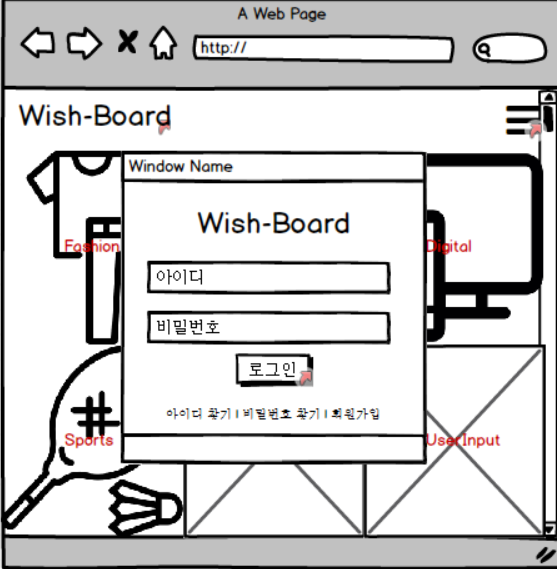 A Web Page
http://
Wish-Board
Window Name
Wish-Board
Fashion
Digital
아이디
비밀번호
로그인
아이디 찾기 | 비밀번호 찾기 | 회원가입
Sports
UserInput